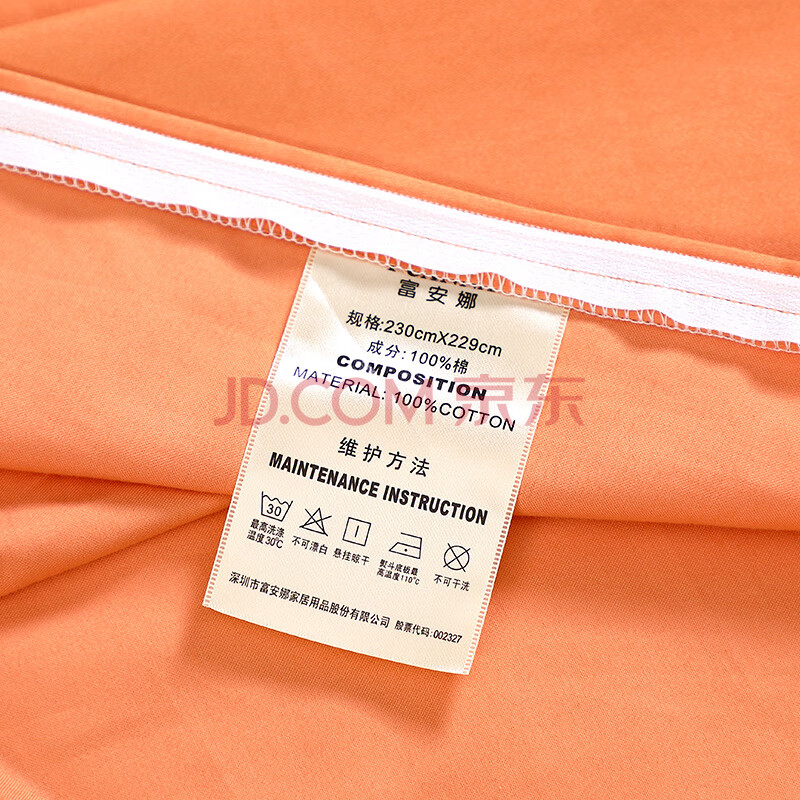 富安娜
规格:230cmX229cm
成分:100%棉
COMPOSITION
MATERIAL: 100%COTTON
JD.COM 京东
维护方法
MAINTENANCE INSTRUCTION
30
最高洗涤
温度30℃
不可漂白
悬挂晾干
熨斗底板最
高温度110℃
不可干洗
深圳市富安娜家居用品股份有限公司 股票代码:002327